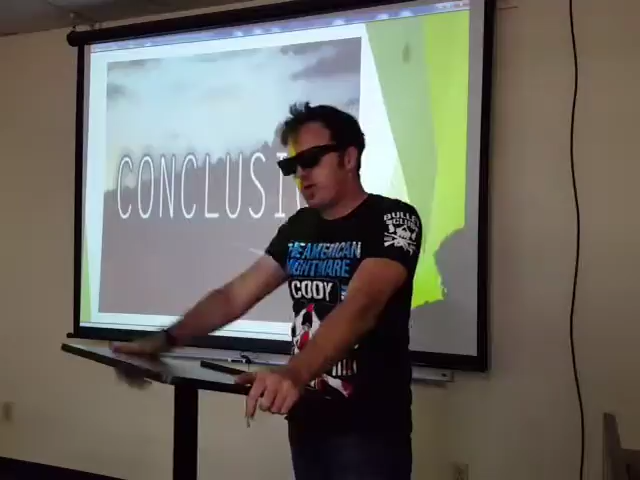 CONCLUSI
BULLET
CLUB
THE AMERICAN
NIGHTMARE
CODY